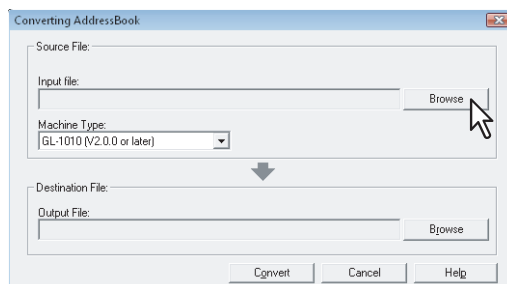 Converting AddressBook
Source File:
Input file:
Browse
Machine Type:
GL-1010 (V2.0.0 or later)
Destination File:
Output File:
Browse
Convert Cancel Help